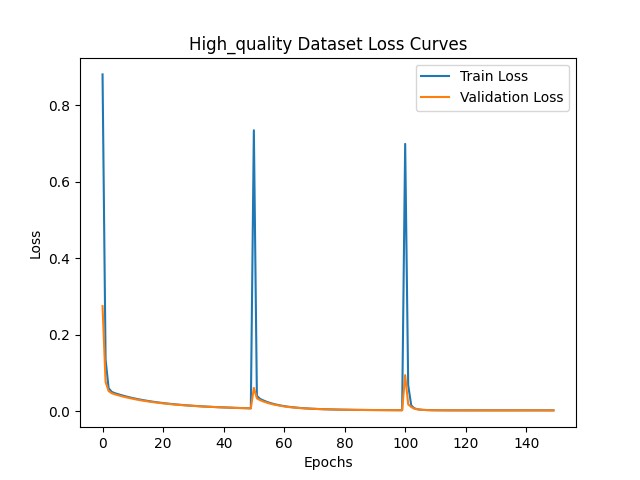 High_quality Dataset Loss Curves
Train Loss
Validation Loss
Loss
0.8
0.6
0.4
0.2
0.0
0 20 40 60 80 100 120 140
Epochs